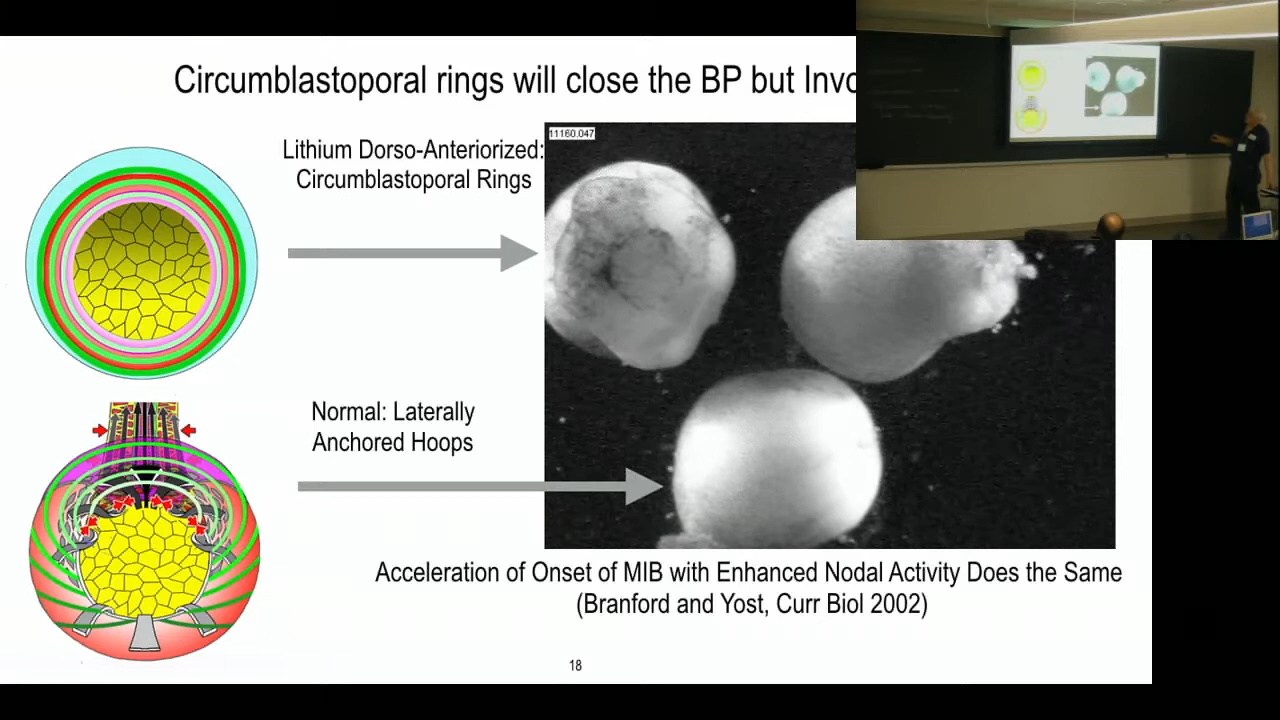 Circumblastoporal rings will close the BP but
11160.047
Lithium Dorso-Anteriorized:
Circumblastoporal Rings
Normal: Laterally
Anchored Hoops
Acceleration of Onset of MIB with Enhanced Nodal Activity Does the Same
(Branford and Yost, Curr Biol 2002)
18